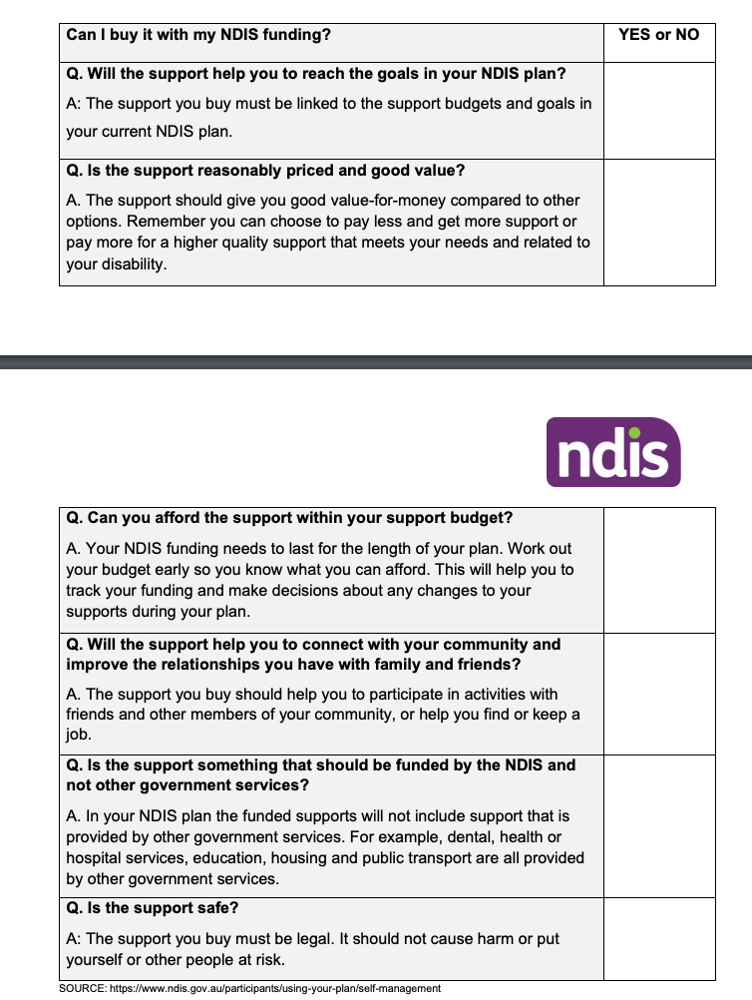 Can I buy it with my NDIS funding?
YES or NO
Q. Will the support help you to reach the goals in your NDIS plan?
A: The support you buy must be linked to the support budgets and goals in
your current NDIS plan.
Q. Is the support reasonably priced and good value?
A. The support should give you good value-for-money compared to other
options. Remember you can choose to pay less and get more support or
pay more for a higher quality support that meets your needs and related to
your disability.
ndis
Q. Can you afford the support within your support budget?
A. Your NDIS funding needs to last for the length of your plan. Work out
your budget early so you know what you can afford. This will help you to
track your funding and make decisions about any changes to your
supports during your plan.
Q. Will the support help you to connect with your community and
improve the relationships you have with family and friends?
A. The support you buy should help you to participate in activities with
friends and other members of your community, or help you find or keep a
job.
Q. Is the support something that should be funded by the NDIS and
not other government services?
A. In your NDIS plan the funded supports will not include support that is
provided by other government services. For example, dental, health or
hospital services, education, housing and public transport are all provided
by other government services.
Q. Is the support safe?
A: The support you buy must be legal. It should not cause harm or put
yourself or other people at risk.
SOURCE: https://www.ndis.gov.au/participants/using-your-plan/self-management